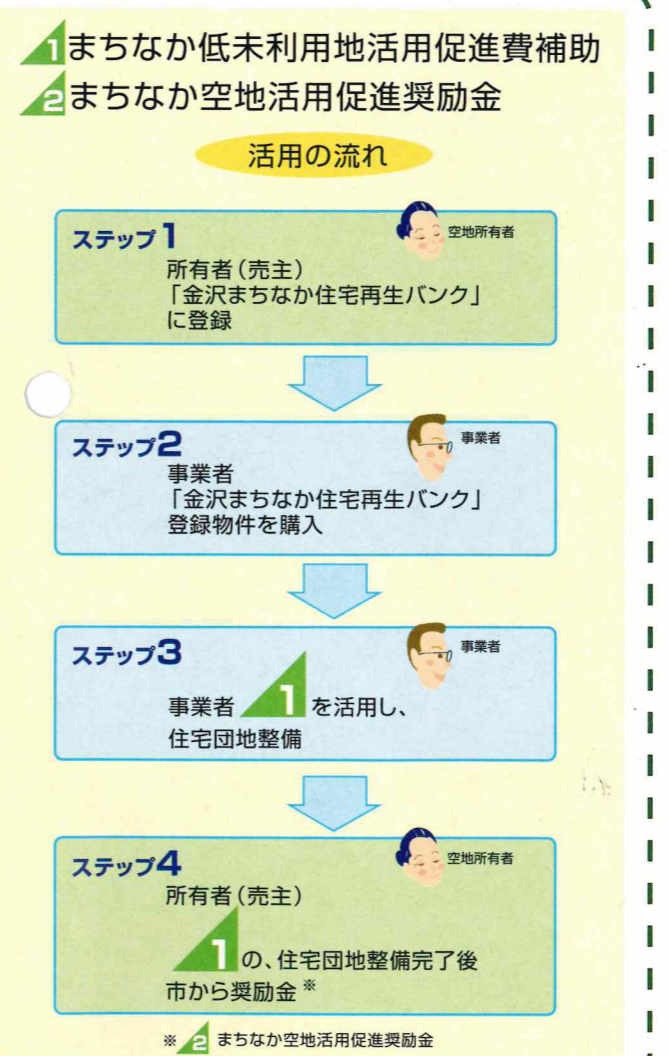 1まちなか低未利用地活用促進費補助
2まちなか空地活用促進奨励金
活用の流れ
ステップ1
空地所有者
所有者(売主)
「金沢まちなか住宅再生バンク」
に登録
ステップ2
事業者
事業者
「金沢まちなか住宅再生バンク」
登録物件を購入
ステップ3
事業者
事業者 1 を活用し、
住宅団地整備
ステップ4
空地所有者
所有者(売主)
1 の、住宅団地整備完了後
市から奨励金※
※ 2 まちなか空地活用促進奨励金